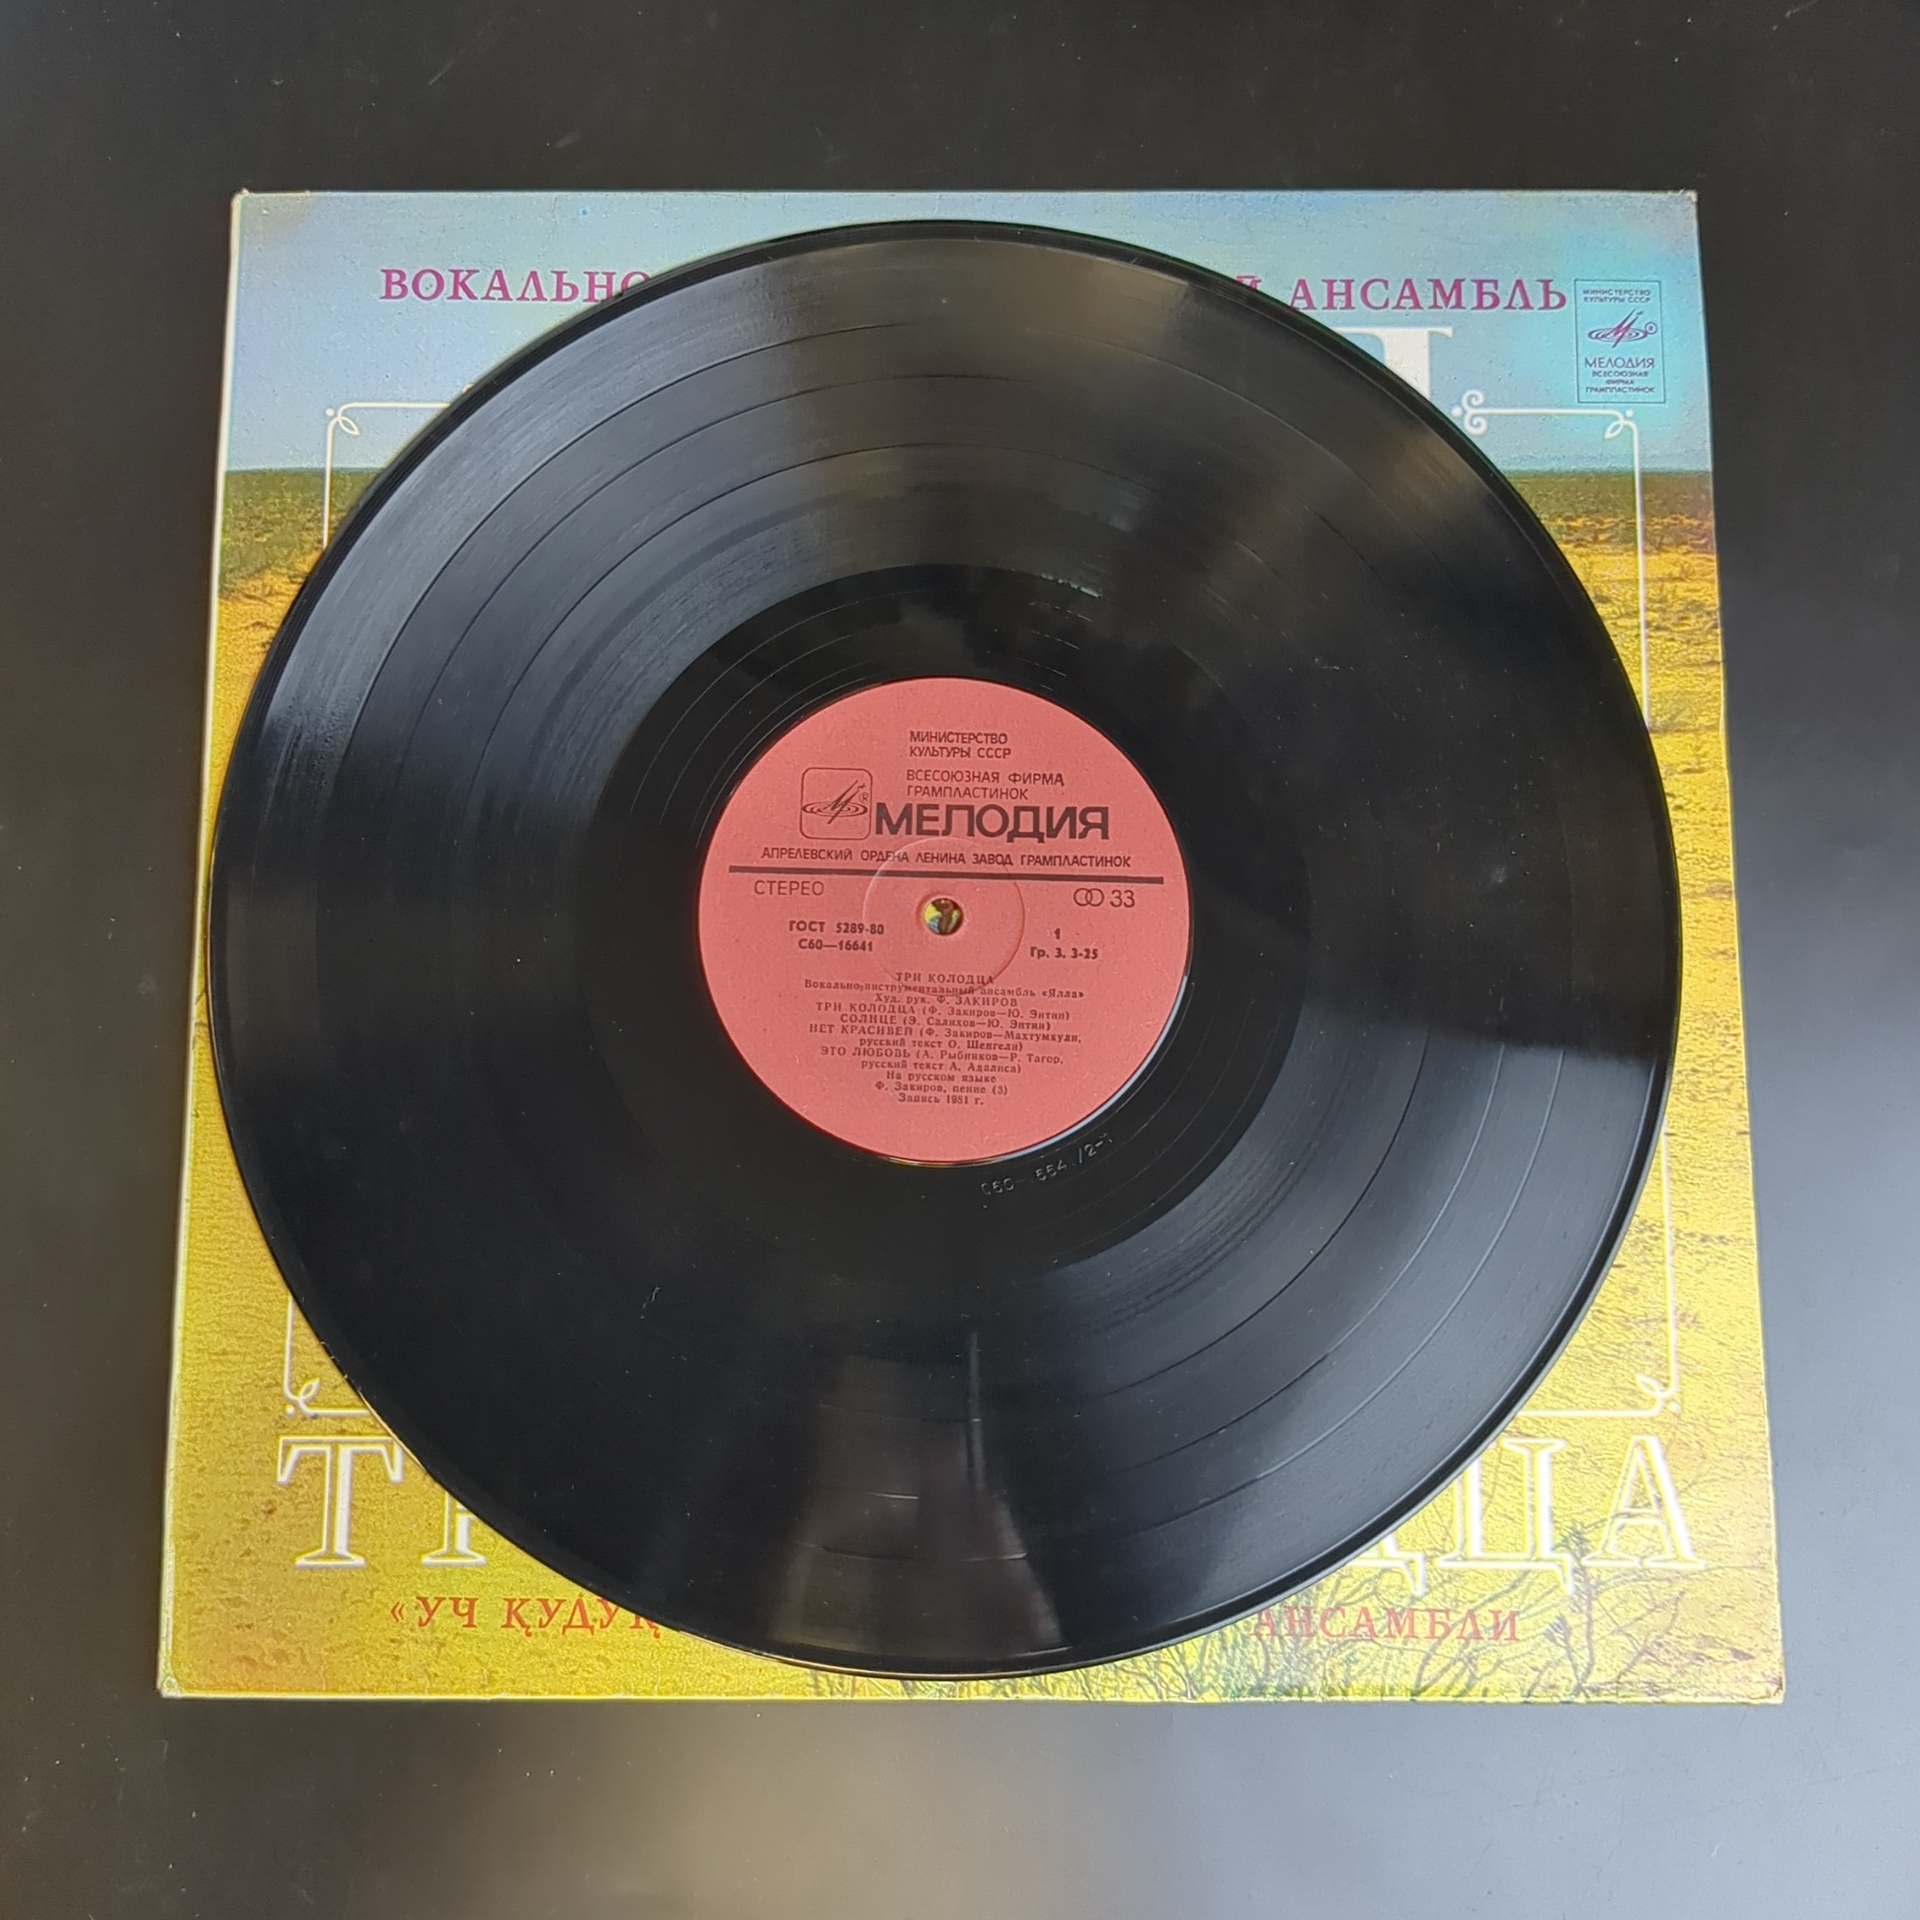 ВОКАЛЬНО
АНСАМБЛЬ
МИНИСТЕРСТВО
КУЛЬТУРЫ СССР
МЕЛОДИЯ
ВСЕСОЮЗНАЯ
ФИРМА
ГРАМПЛАСТИНОК
МИНИСТЕРСТВО
КУЛЬТУРЫ СССР
ВСЕСОЮЗНАЯ ФИРМА
ГРАМПЛАСТИНОК
МЕЛОДИЯ
АПРЕЛЕВСКИЙ ОРДЕНА ЛЕНИНА ЗАВОД ГРАМПЛАСТИНОК
СТЕРЕО 33
ГОСТ 5289-80 1
С60—16641 Гр. 3. 3-25
ТРИ КОЛОДЦА
Вокально-инструментальный ансамбль «Ялла»
Худ. рук. Ф. ЗАКИРОВ
ТРИ КОЛОДЦА (Ф. Закиров—Ю. Энтин)
СОЛНЦЕ (Э. Салихов—Ю. Энтин)
НЕТ КРАСИВЕЙ (Ф. Закиров—Махтумкули,
русский текст О. Шенгели)
ЭТО ЛЮБОВЬ (А. Рыбников—Р. Тагор,
русский текст А. Адалиса)
На русском языке
Ф. Закиров, пение (3)
Запись 1981 г.
ТР ДЦА
«УЧ ҚУДУҚ АНСАМБЛИ